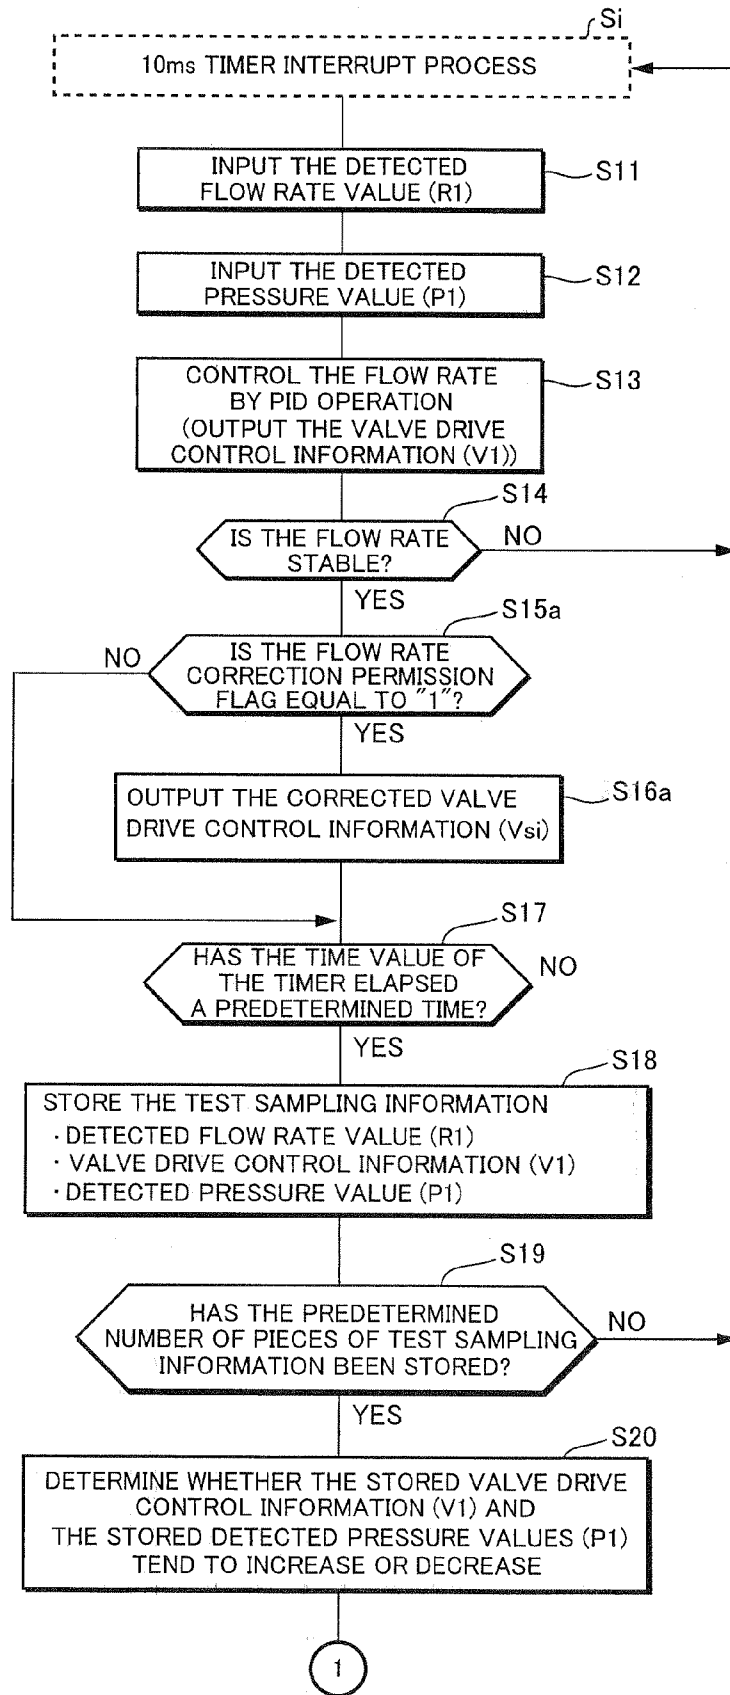 Si
10ms TIMER INTERRUPT PROCESS
INPUT THE DETECTED
FLOW RATE VALUE (R1)
S11
INPUT THE DETECTED
PRESSURE VALUE (P1)
S12
CONTROL THE FLOW RATE
BY PID OPERATION
(OUTPUT THE VALVE DRIVE
CONTROL INFORMATION (V1))
S13
S14
IS THE FLOW RATE
STABLE?
NO
YES
S15a
NO
IS THE FLOW RATE
CORRECTION PERMISSION
FLAG EQUAL TO "1"?
YES
OUTPUT THE CORRECTED VALVE
DRIVE CONTROL INFORMATION (Vsi)
S16a
S17
HAS THE TIME VALUE OF
THE TIMER ELAPSED
A PREDETERMINED TIME?
NO
YES
S18
STORE THE TEST SAMPLING INFORMATION
・DETECTED FLOW RATE VALUE (R1)
・VALVE DRIVE CONTROL INFORMATION (V1)
・DETECTED PRESSURE VALUE (P1)
S19
HAS THE PREDETERMINED
NUMBER OF PIECES OF TEST SAMPLING
INFORMATION BEEN STORED?
NO
YES
S20
DETERMINE WHETHER THE STORED VALVE DRIVE
CONTROL INFORMATION (V1) AND
THE STORED DETECTED PRESSURE VALUES (P1)
TEND TO INCREASE OR DECREASE
1